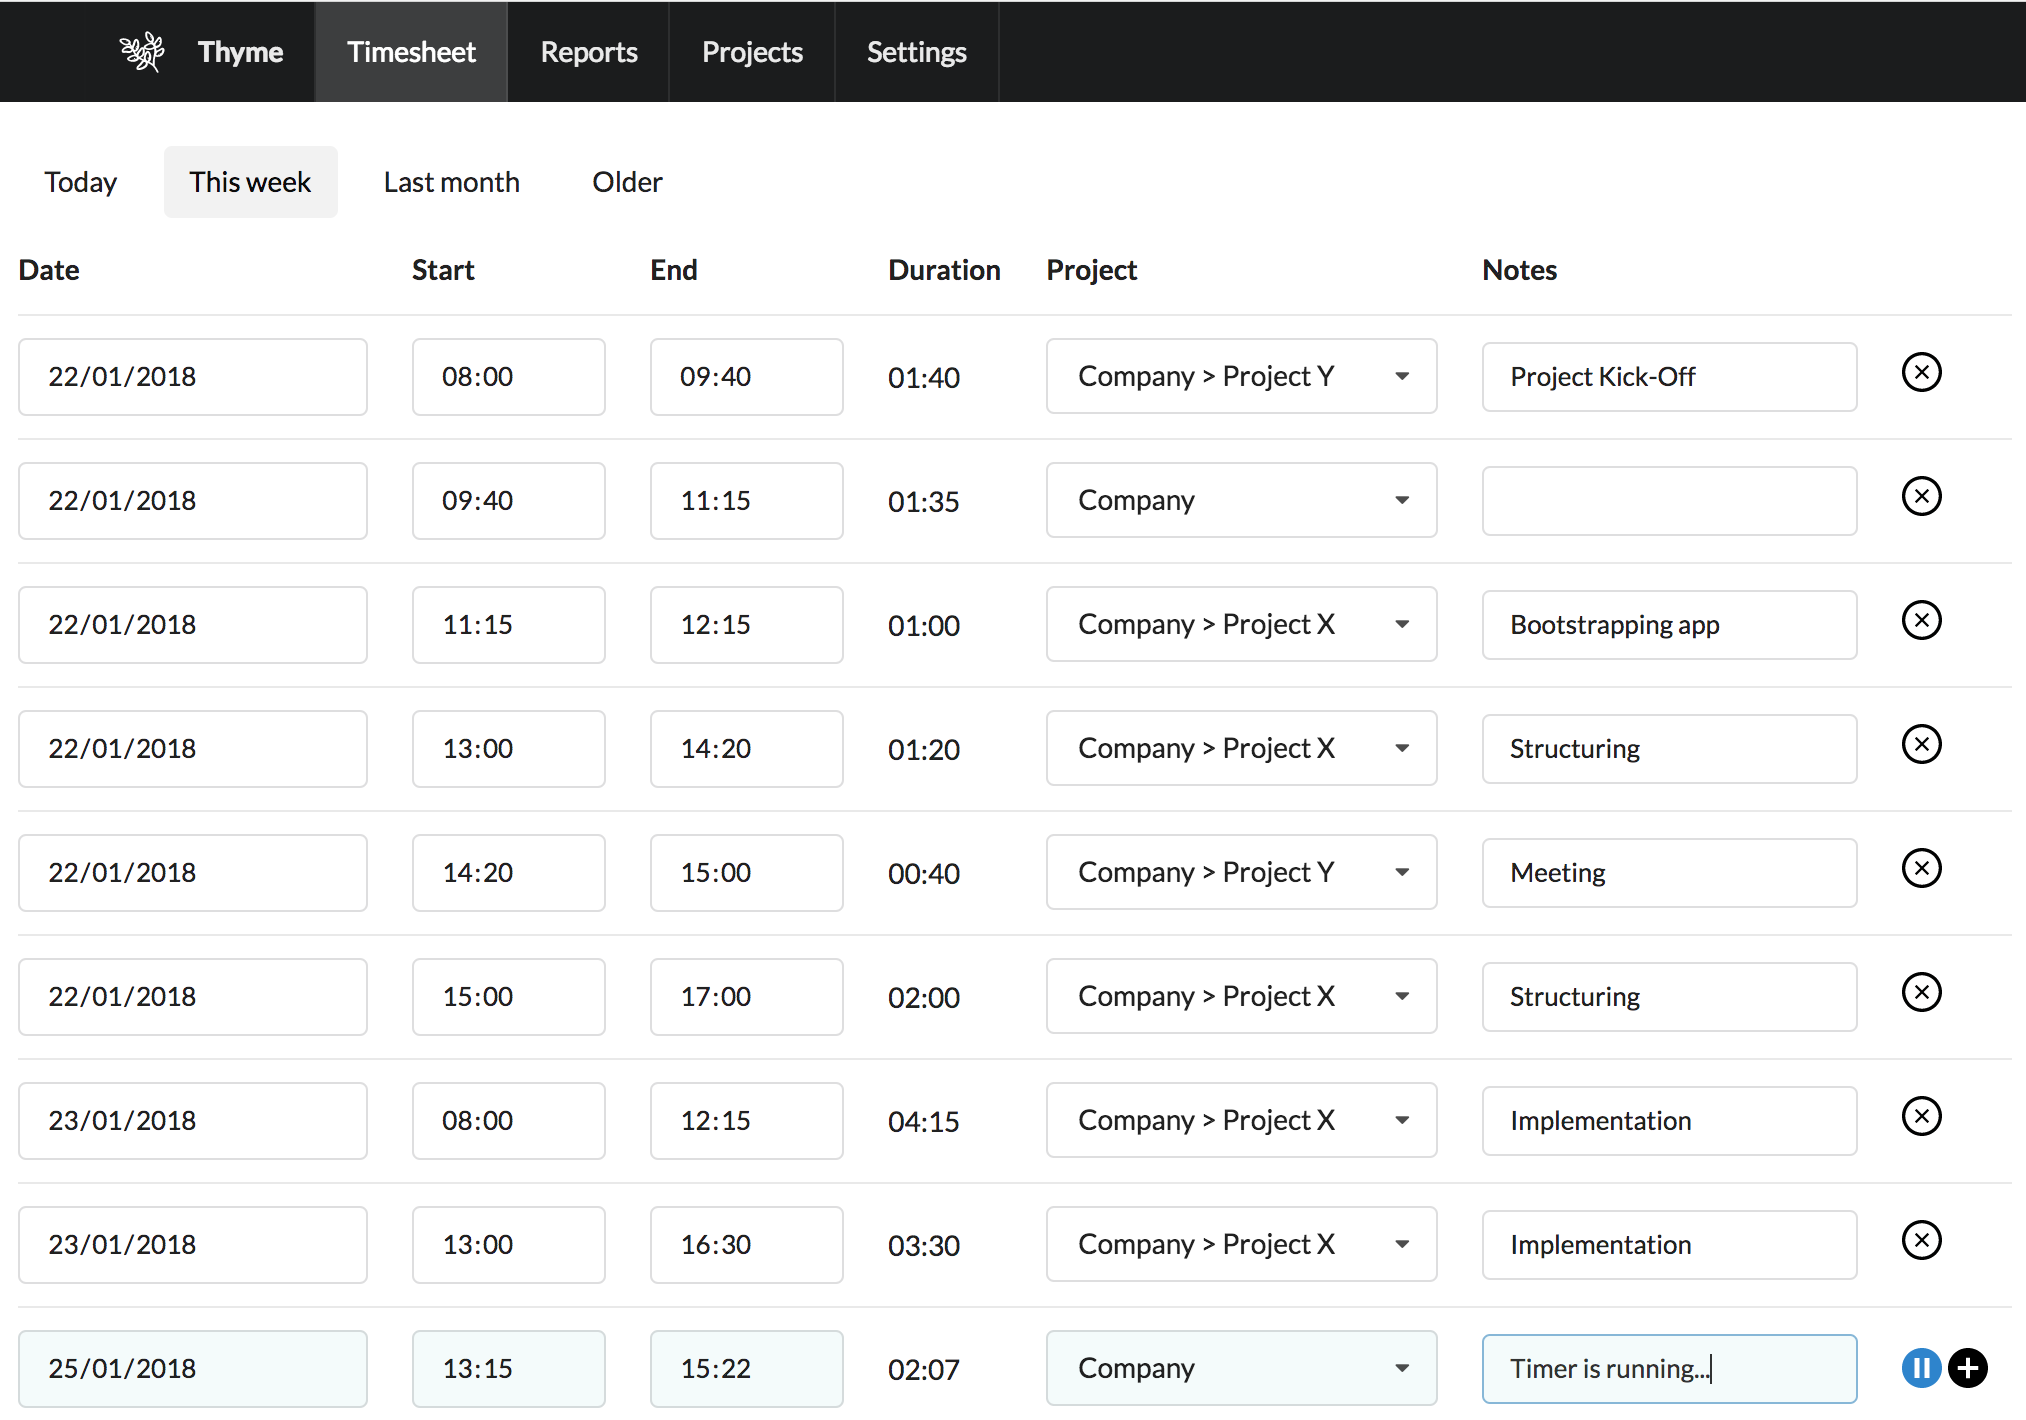 Thyme Timesheet Reports Projects Settings
Today This week Last month Older
Date Start End Duration Project Notes
22/01/2018 08:00 09:40 01:40 Company > Project Y Project Kick-Off
22/01/2018 09:40 11:15 01:35 Company
22/01/2018 11:15 12:15 01:00 Company > Project X Bootstrapping app
22/01/2018 13:00 14:20 01:20 Company > Project X Structuring
22/01/2018 14:20 15:00 00:40 Company > Project Y Meeting
22/01/2018 15:00 17:00 02:00 Company > Project X Structuring
23/01/2018 08:00 12:15 04:15 Company > Project X Implementation
23/01/2018 13:00 16:30 03:30 Company > Project X Implementation
25/01/2018 13:15 15:22 02:07 Company Timer is running...